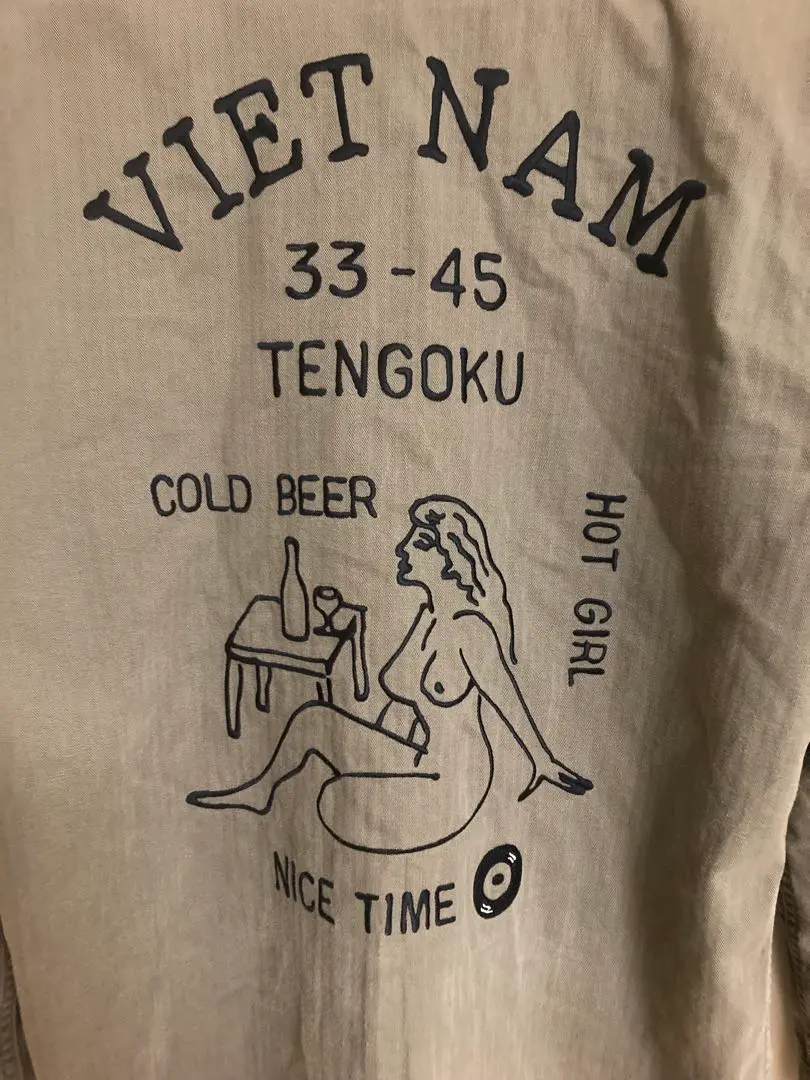 VIET NAM
33-45
TENGOKU
COLD BEER
HOT GIRL
NICE TIME